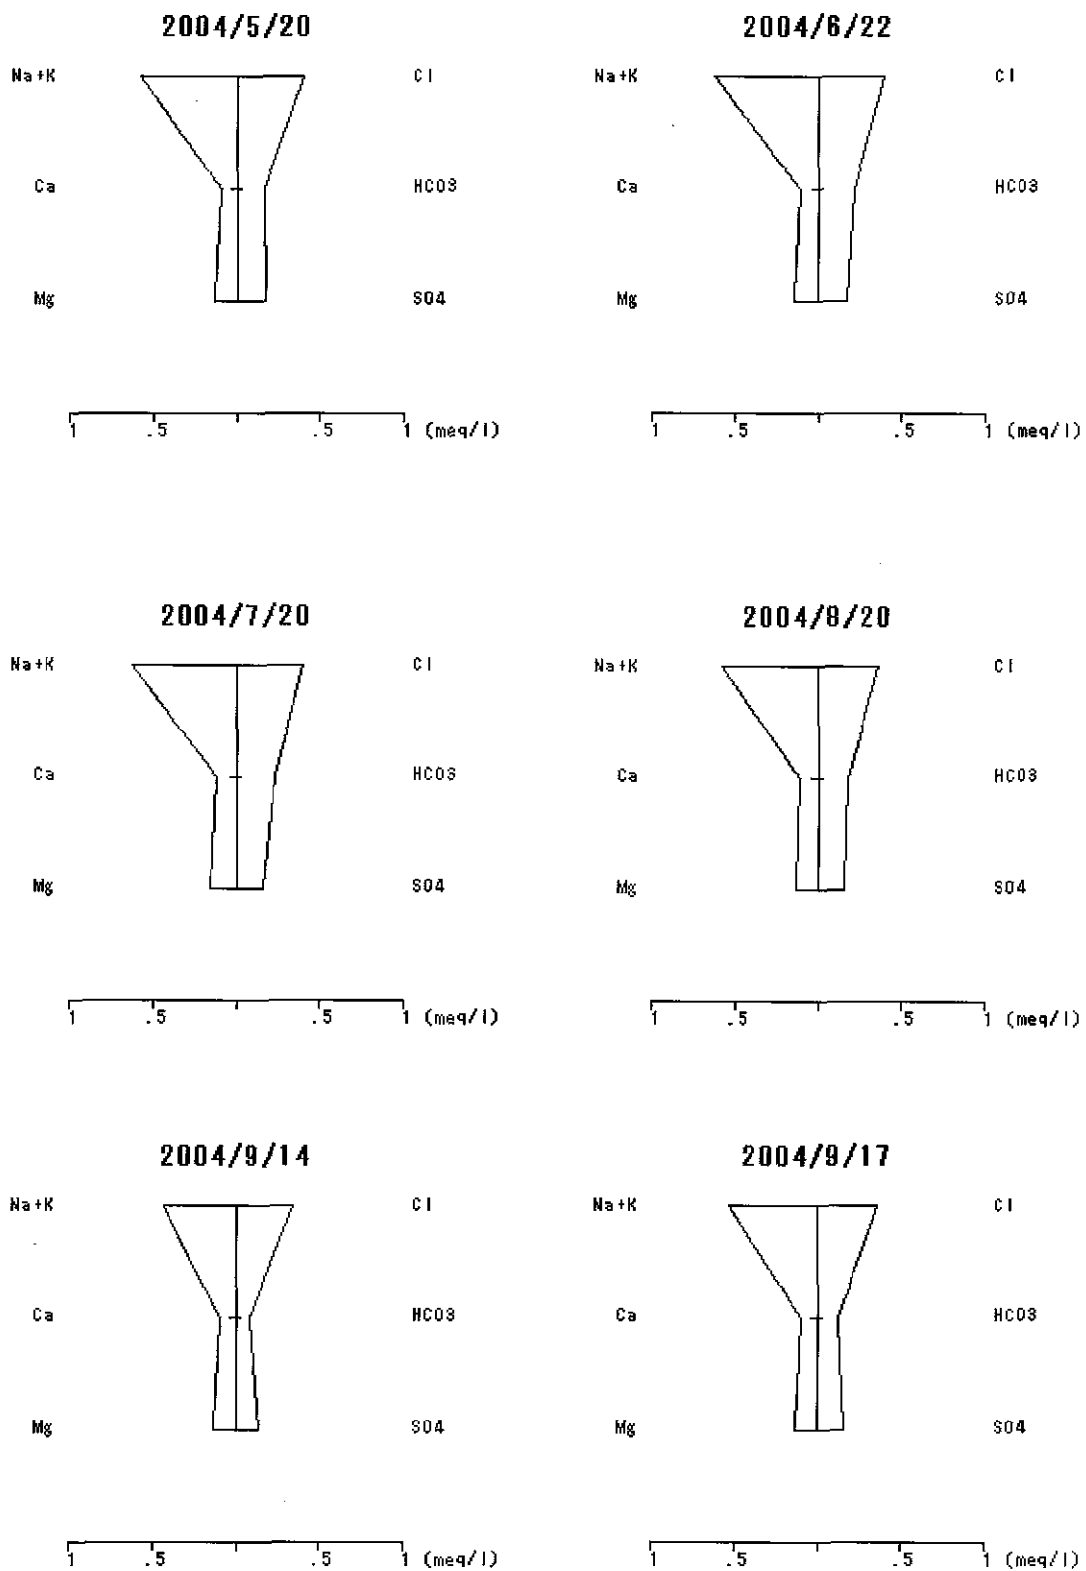 2004/5/20 2004/6/22
Na+K Cl Na+K Cl
Ca HCO3 Ca HCO3
Mg SO4 Mg SO4
1 .5 .5 1 (meq/l) 1 .5 .5 1 (meq/l)
2004/7/20 2004/8/20
Na+K Cl Na+K Cl
Ca HCO3 Ca HCO3
Mg SO4 Mg SO4
1 .5 .5 1 (meq/l) 1 .5 .5 1 (meq/l)
2004/9/14 2004/9/17
Na+K Cl Na+K Cl
Ca HCO3 Ca HCO3
Mg SO4 Mg SO4
1 .5 .5 1 (meq/l) 1 .5 .5 1 (meq/l)